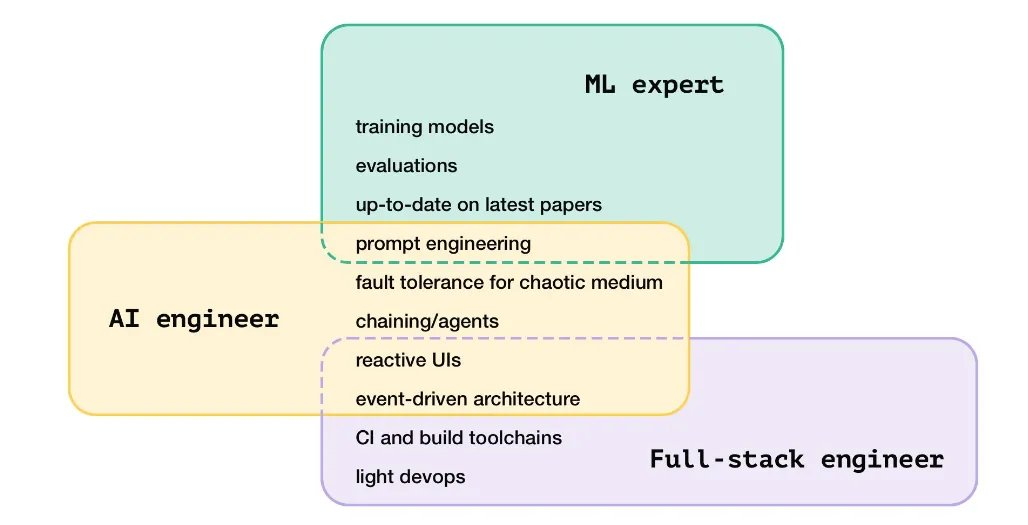 ML expert
training models
evaluations
up-to-date on latest papers
prompt engineering
fault tolerance for chaotic medium
AI engineer
chaining/agents
reactive UIs
event-driven architecture
CI and build toolchains
Full-stack engineer
light devops